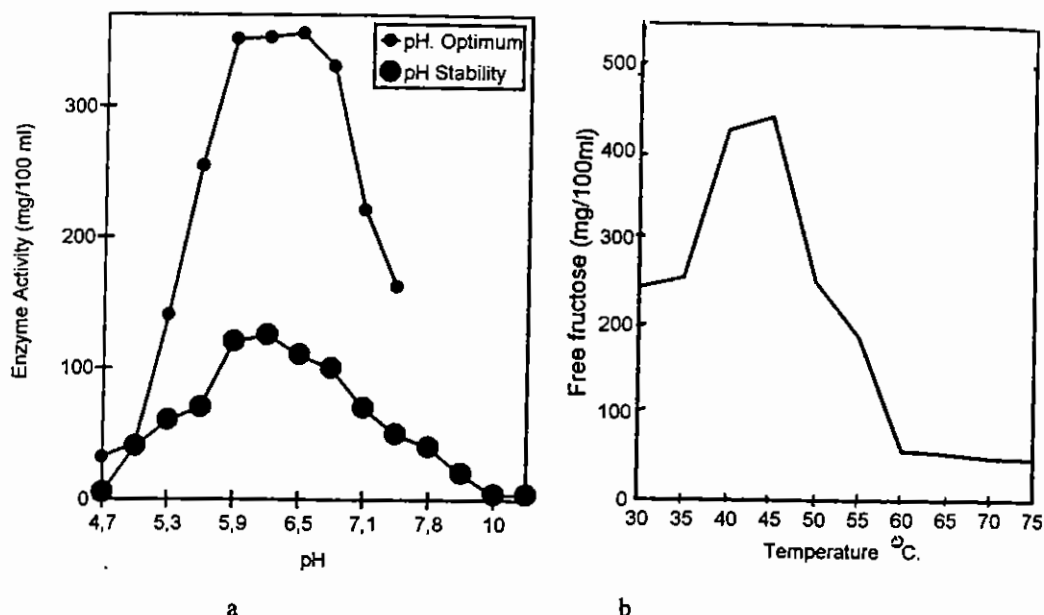 pH. Optimum
pH Stability
Enzyme Activity (mg/100 ml)
300
200
100
0
4,7 5,3 5,9 6,5 7,1 7,8 10
pH
a
Free fructose (mg/100ml)
500
400
300
200
100
0
30 35 40 45 50 55 60 65 70 75
Temperature °C.
b